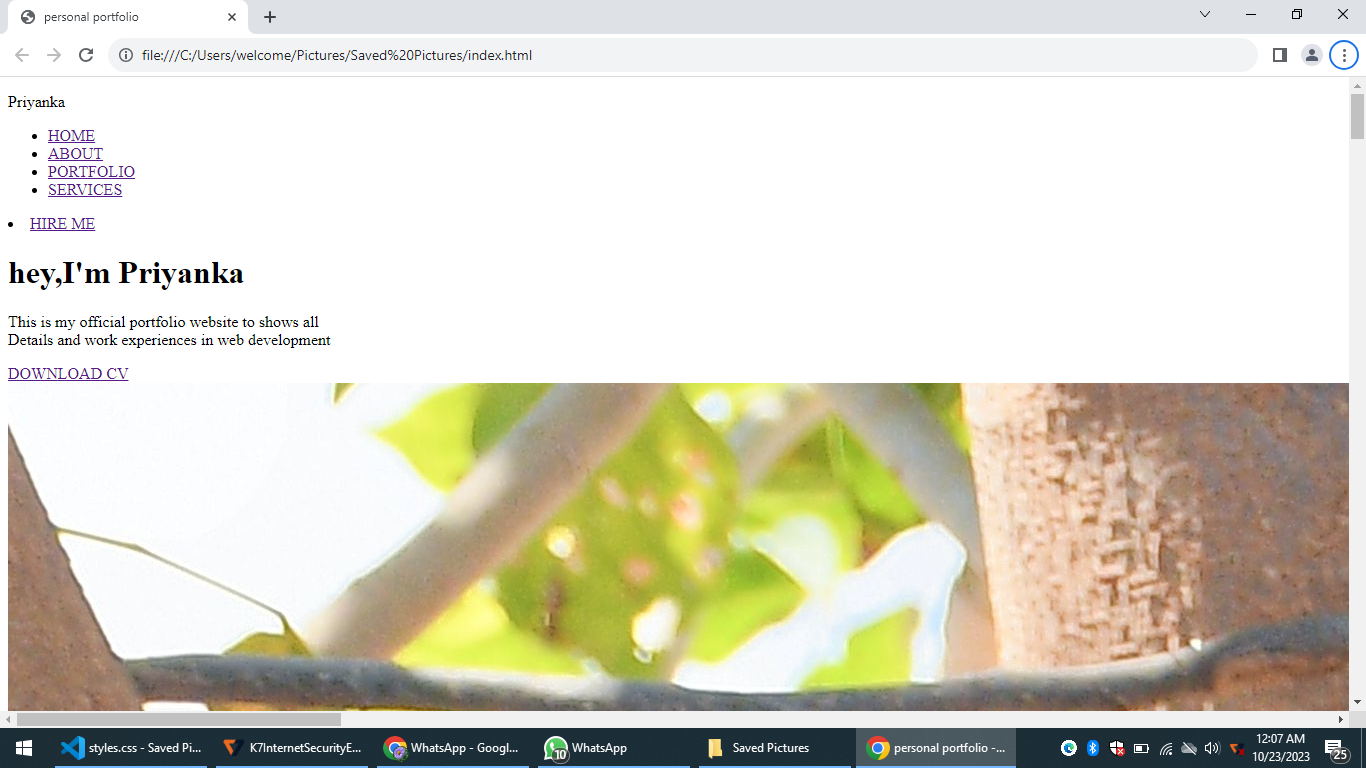 personal portfolio
file:///C:/Users/welcome/Pictures/Saved%20Pictures/index.html
Priyanka
HOME
ABOUT
PORTFOLIO
SERVICES
HIRE ME
hey,I'm Priyanka
This is my official portfolio website to shows all
Details and work experiences in web development
DOWNLOAD CV
styles.css - Saved Pi...
K7InternetSecurityE...
WhatsApp - Googl...
10
WhatsApp
Saved Pictures
personal portfolio -...
12:07 AM
10/23/2023
25